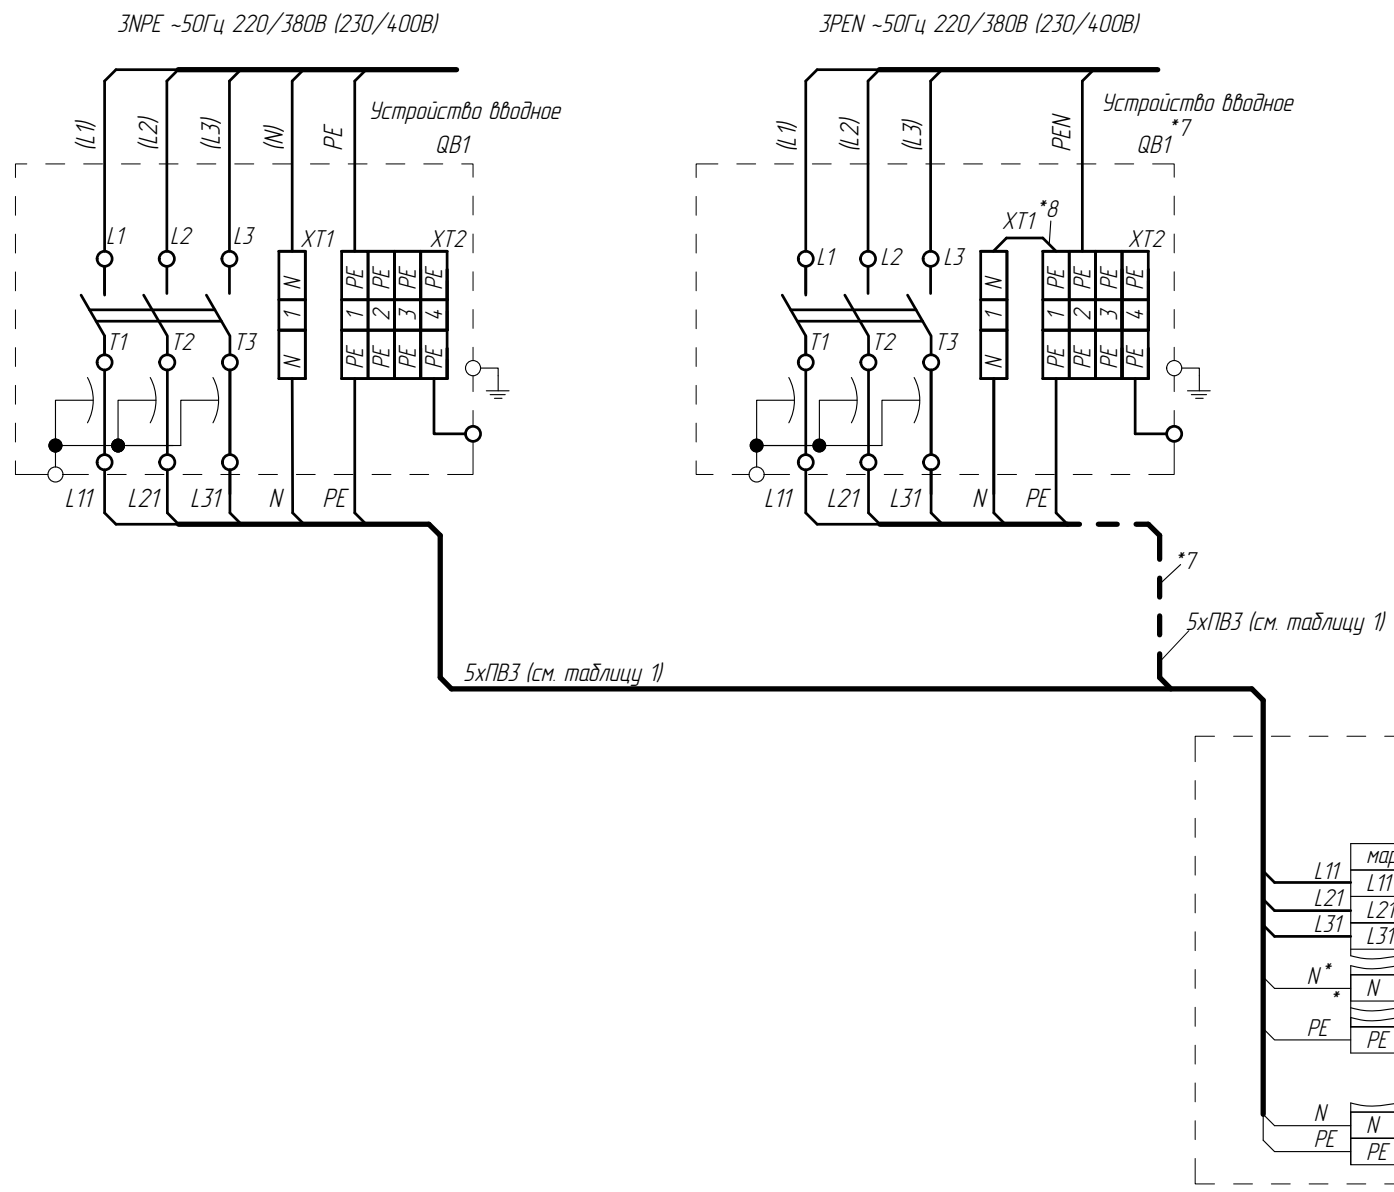 3NPE ~50Гц 220/380В (230/400В)
3PEN ~50Гц 220/380В (230/400В)
Устройство вводное
QB1
Устройство вводное
QB1 *7
(L1)
(L2)
(L3)
(N)
PE
(L1)
(L2)
(L3)
PEN
L1
L2
L3
XT1
XT2
L1
L2
L3
XT1 *8
XT2
N
PE
PE
PE
PE
N
PE
PE
PE
PE
1
1
2
3
4
1
1
2
3
4
N
PE
PE
PE
PE
N
PE
PE
PE
PE
T1
T2
T3
T1
T2
T3
L11
L21
L31
N
PE
L11
L21
L31
N
PE
*7
5хПВ3 (см. таблицу 1)
5хПВ3 (см. таблицу 1)
мар
L11
L11
L21
L21
L31
L31
N*
N
*
PE
PE
N
N
PE
PE